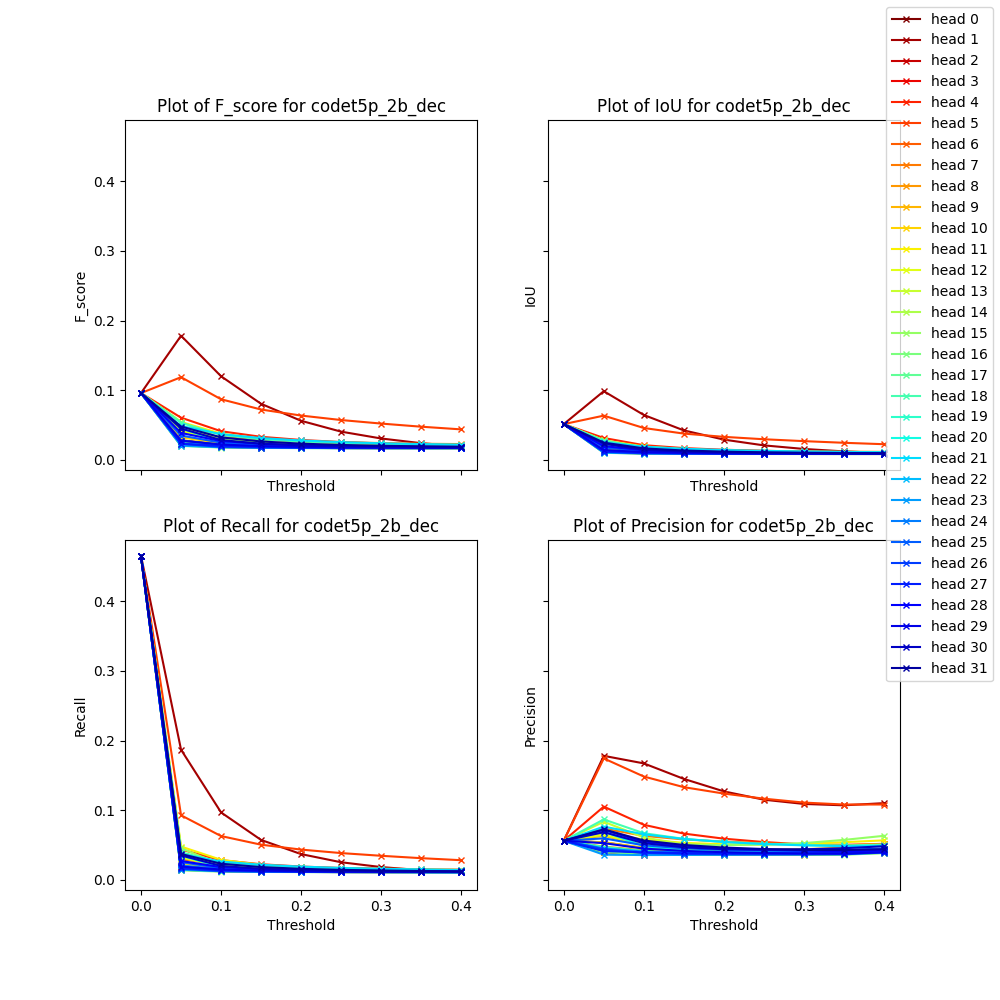 Plot of F_score for codet5p_2b_dec
F_score
0.4
0.3
0.2
0.1
0.0
Threshold
Plot of IoU for codet5p_2b_dec
IoU
Threshold
Plot of Recall for codet5p_2b_dec
Recall
0.4
0.3
0.2
0.1
0.0
0.0 0.1 0.2 0.3 0.4
Threshold
Plot of Precision for codet5p_2b_dec
Precision
0.0 0.1 0.2 0.3 0.4
Threshold
head 0
head 1
head 2
head 3
head 4
head 5
head 6
head 7
head 8
head 9
head 10
head 11
head 12
head 13
head 14
head 15
head 16
head 17
head 18
head 19
head 20
head 21
head 22
head 23
head 24
head 25
head 26
head 27
head 28
head 29
head 30
head 31